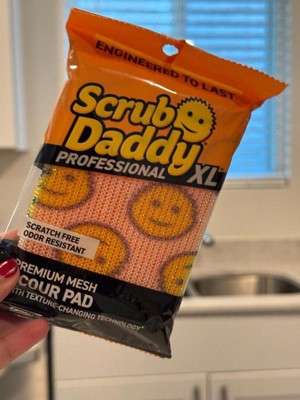 ENGINEERED TO LAST
Scrub
Daddy
PROFESSIONAL XL
SCRATCH FREE
ODOR RESISTANT
PREMIUM MESH
SCOUR PAD
WITH TEXTURE-CHANGING TECHNOLOGY*